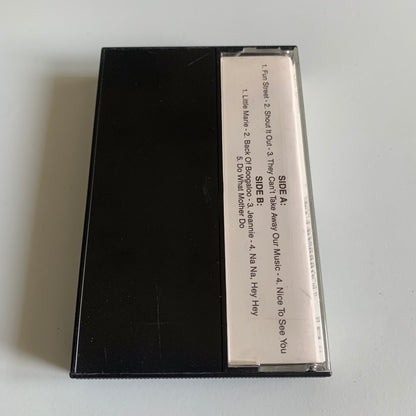 SIDE A:
1. Fun Street - 2. Shout It Out - 3. They Can't Take Away Our Music - 4. Nice To See You
SIDE B:
1. Little Marie - 2. Back Of Boogaloo - 3. Jeannie - 4. Na Na, Hey Hey
5. Do What Mother Do